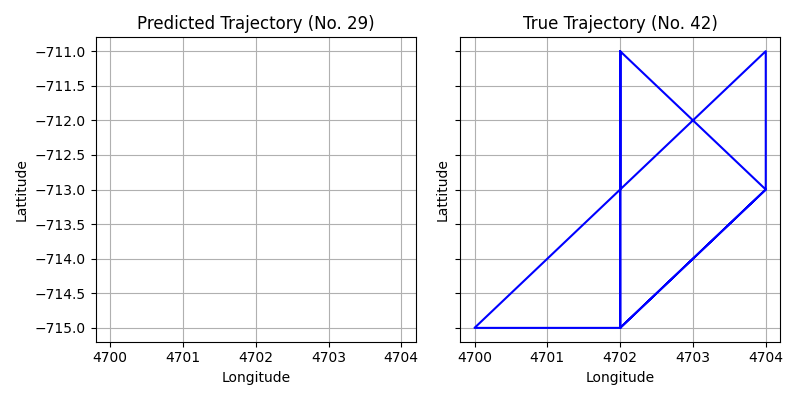 Predicted Trajectory (No. 29)
True Trajectory (No. 42)
−711.0
−711.5
−712.0
−712.5
−713.0
−713.5
−714.0
−714.5
−715.0
Lattitude
Lattitude
4700 4701 4702 4703 4704
4700 4701 4702 4703 4704
Longitude
Longitude